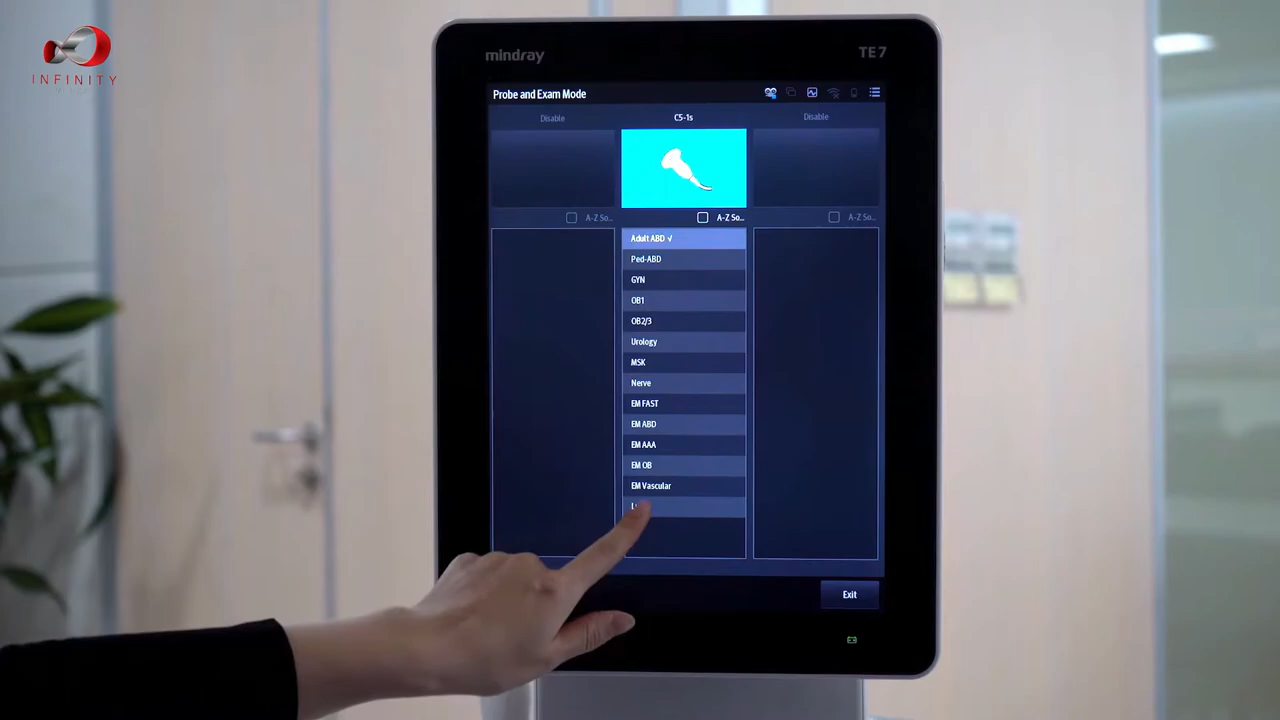 INFINITY
mindray
TE7
Probe and Exam Mode
Disable
C5-1s
Disable
A-Z So...
A-Z So...
A-Z So...
Adult ABD √
Ped-ABD
GYN
OB1
OB2/3
Urology
MSK
Nerve
EM FAST
EM ABD
EM AAA
EM OB
EM Vascular
Exit